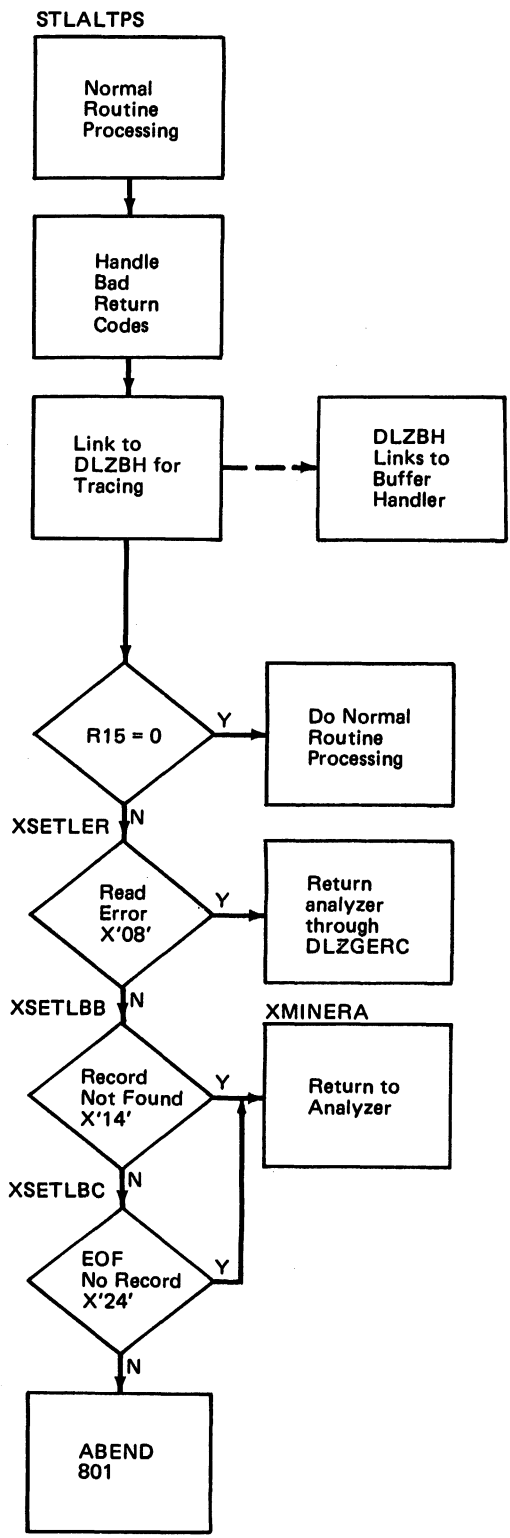 STLALTPS
Normal
Routine
Processing
Handle
Bad
Return
Codes
Link to
DLZBH for
Tracing
DLZBH
Links to
Buffer
Handler
R15 = 0
Y
Do Normal
Routine
Processing
N
XSETLER
Read
Error
X'08'
Y
Return
analyzer
through
DLZGERC
N
XSETLBB
XMINERA
Record
Not Found
X'14'
Y
Return to
Analyzer
N
XSETLBC
EOF
No Record
X'24'
Y
N
ABEND
801